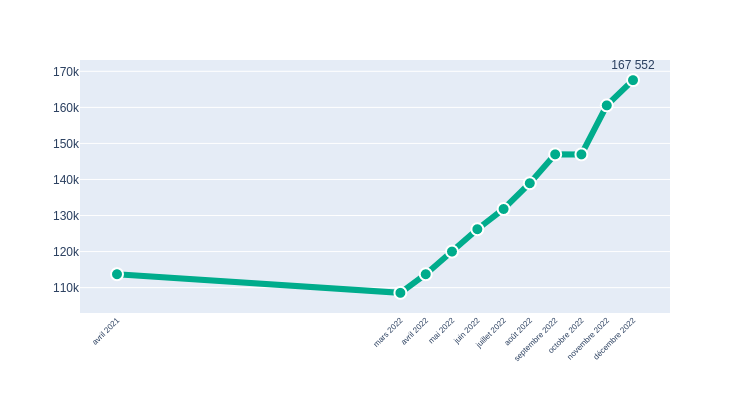 167 552
170k
160k
150k
140k
130k
120k
110k
avril 2021
mars 2022
avril 2022
mai 2022
juin 2022
juillet 2022
août 2022
septembre 2022
octobre 2022
novembre 2022
décembre 2022